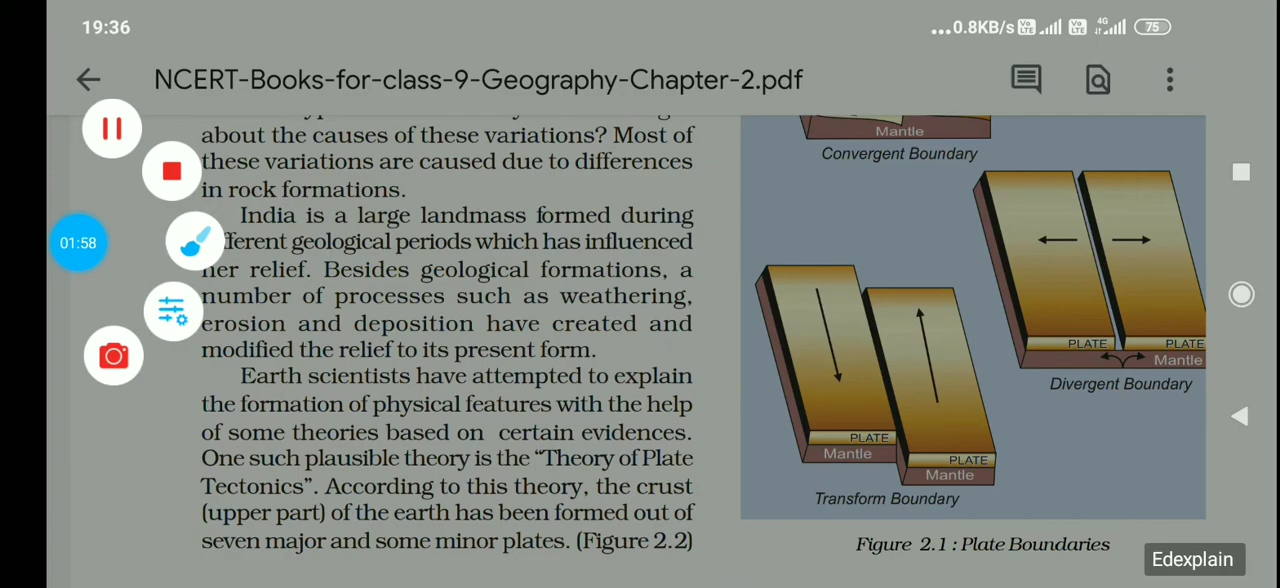 19:36
...0.8KB/s Vo LTE Vo LTE 4G 75
NCERT-Books-for-class-9-Geography-Chapter-2.pdf
about the causes of these variations? Most of
these variations are caused due to differences
in rock formations.
India is a large landmass formed during
fferent geological periods which has influenced
her relief. Besides geological formations, a
number of processes such as weathering,
erosion and deposition have created and
modified the relief to its present form.
Earth scientists have attempted to explain
the formation of physical features with the help
of some theories based on certain evidences.
One such plausible theory is the “Theory of Plate
Tectonics”. According to this theory, the crust
(upper part) of the earth has been formed out of
seven major and some minor plates. (Figure 2.2)
01:58
Mantle
Convergent Boundary
PLATE
PLATE
Mantle
Divergent Boundary
PLATE
Mantle
PLATE
Mantle
Transform Boundary
Figure 2.1 : Plate Boundaries
Edexplain